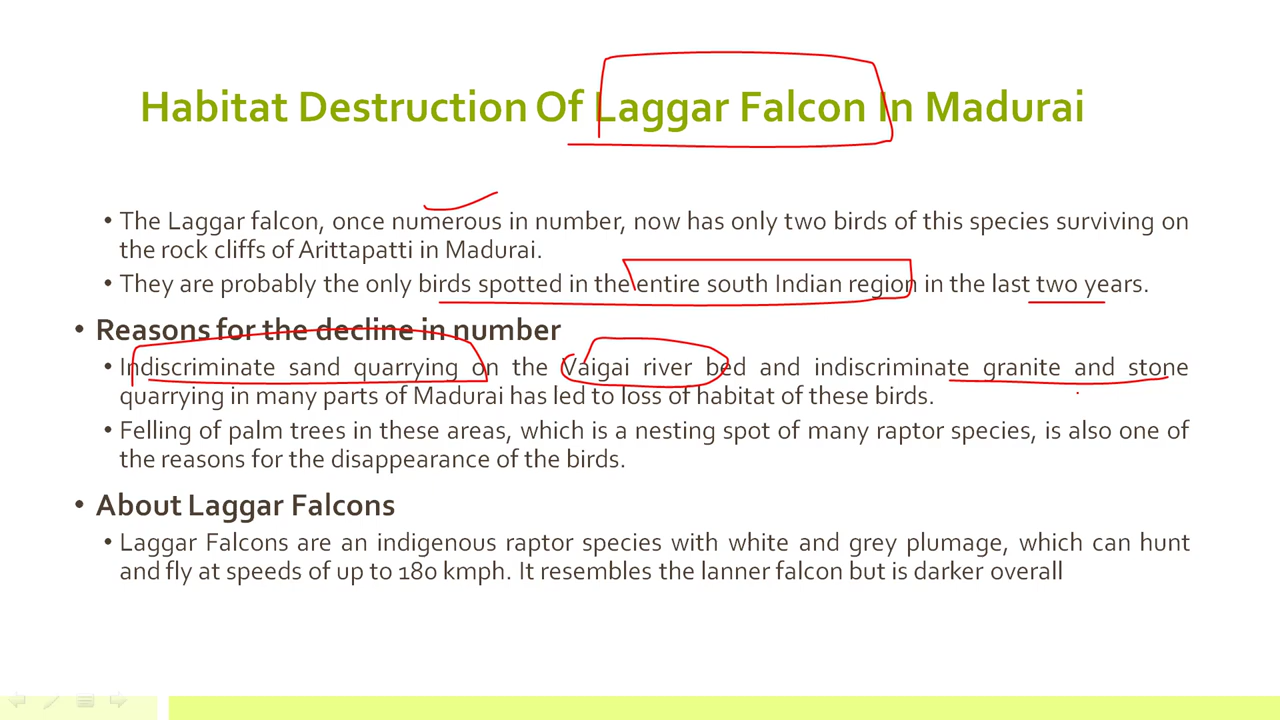 Habitat Destruction Of Laggar Falcon In Madurai
• The Laggar falcon, once numerous in number, now has only two birds of this species surviving on
the rock cliffs of Arittapatti in Madurai.
• They are probably the only birds spotted in the entire south Indian region in the last two years.
• Reasons for the decline in number
• Indiscriminate sand quarrying on the Vaigai river bed and indiscriminate granite and stone
quarrying in many parts of Madurai has led to loss of habitat of these birds.
• Felling of palm trees in these areas, which is a nesting spot of many raptor species, is also one of
the reasons for the disappearance of the birds.
• About Laggar Falcons
• Laggar Falcons are an indigenous raptor species with white and grey plumage, which can hunt
and fly at speeds of up to 180 kmph. It resembles the lanner falcon but is darker overall